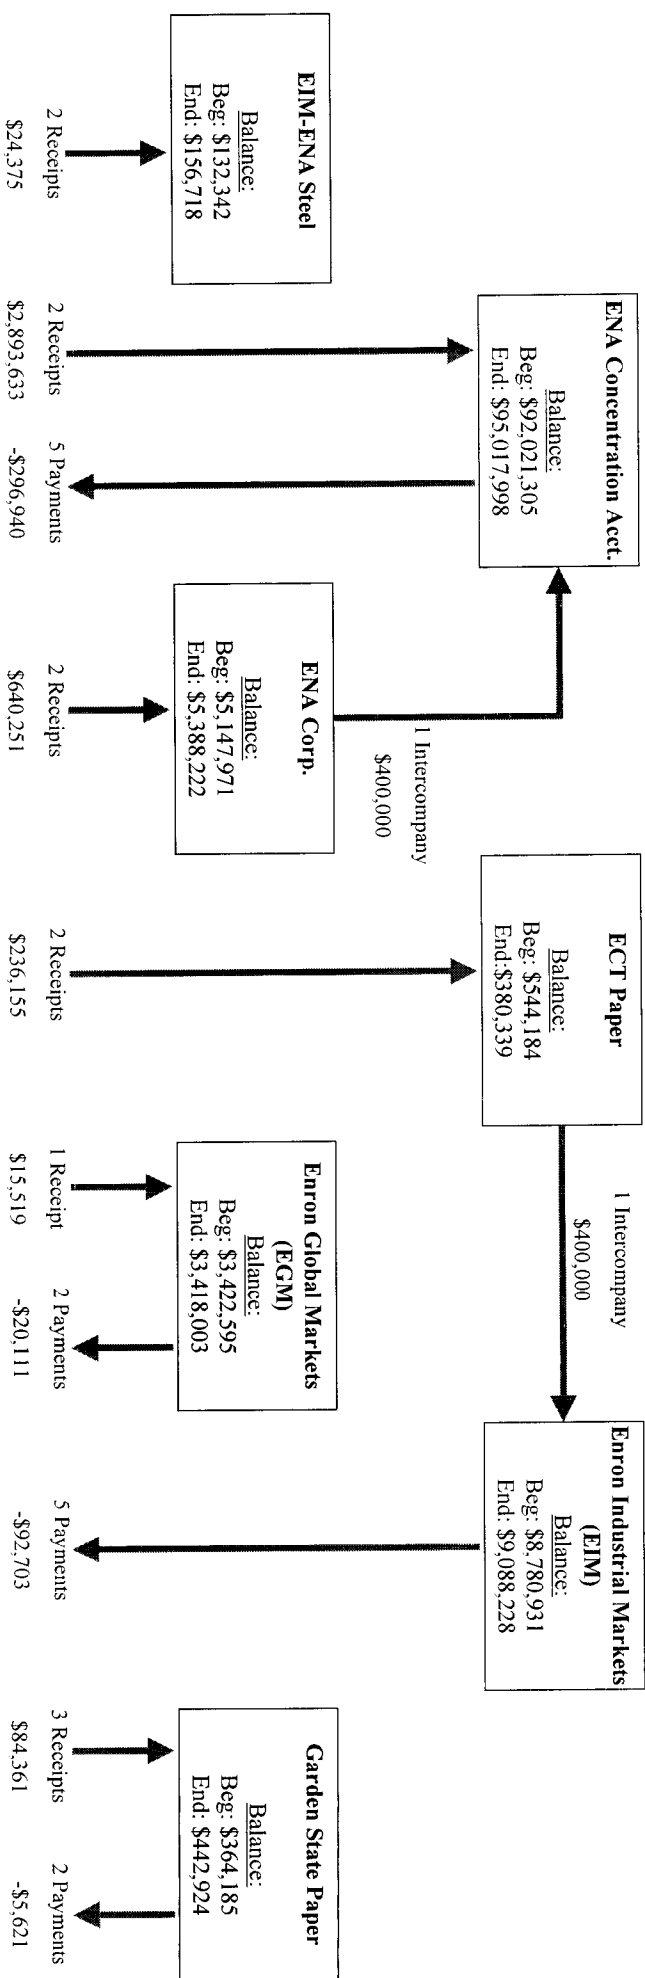 EIM-ENA Steel
Balance:
Beg: $132,342
End: $156,718
2 Receipts
$24,375
ENA Concentration Acct.
Balance:
Beg: $92,021,305
End: $95,017,998
2 Receipts
$2,893,633
5 Payments
-$296,940
ENA Corp.
Balance:
Beg: $5,147,971
End: $5,388,222
2 Receipts
$640,251
1 Intercompany
$400,000
ECT Paper
Balance:
Beg: $544,184
End:$380,339
2 Receipts
$236,155
1 Intercompany
$400,000
Enron Global Markets
(EGM)
Balance:
Beg: $3,422,595
End: $3,418,003
1 Receipt
$15,519
2 Payments
-$20,111
Enron Industrial Markets
(EIM)
Balance:
Beg: $8,780,931
End: $9,088,228
5 Payments
-$92,703
Garden State Paper
Balance:
Beg: $364,185
End: $442,924
3 Receipts
$84,361
2 Payments
-$5,621